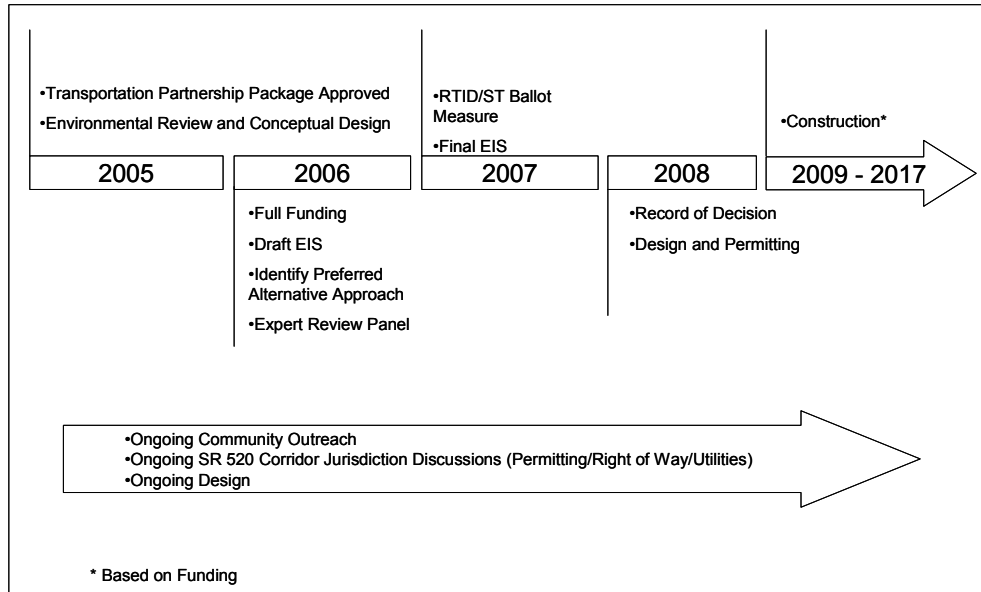 •Transportation Partnership Package Approved
•Environmental Review and Conceptual Design
•RTID/ST Ballot
Measure
•Final EIS
•Construction*
2005
2006
2007
2008
2009 - 2017
•Full Funding
•Draft EIS
•Identify Preferred
Alternative Approach
•Expert Review Panel
•Record of Decision
•Design and Permitting
•Ongoing Community Outreach
•Ongoing SR 520 Corridor Jurisdiction Discussions (Permitting/Right of Way/Utilities)
•Ongoing Design
* Based on Funding